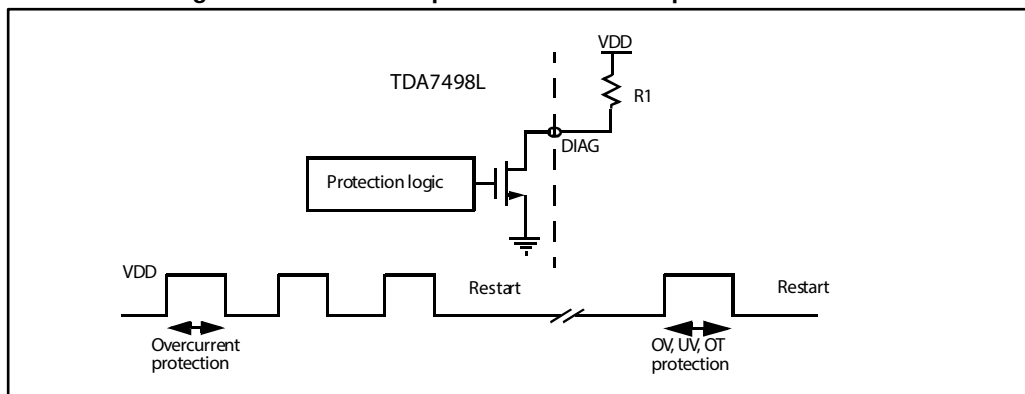 VDD
TDA7498L
R1
DIAG
Protection logic
VDD
Restart
Restart
Overcurrent
protection
OV, UV, OT
protection